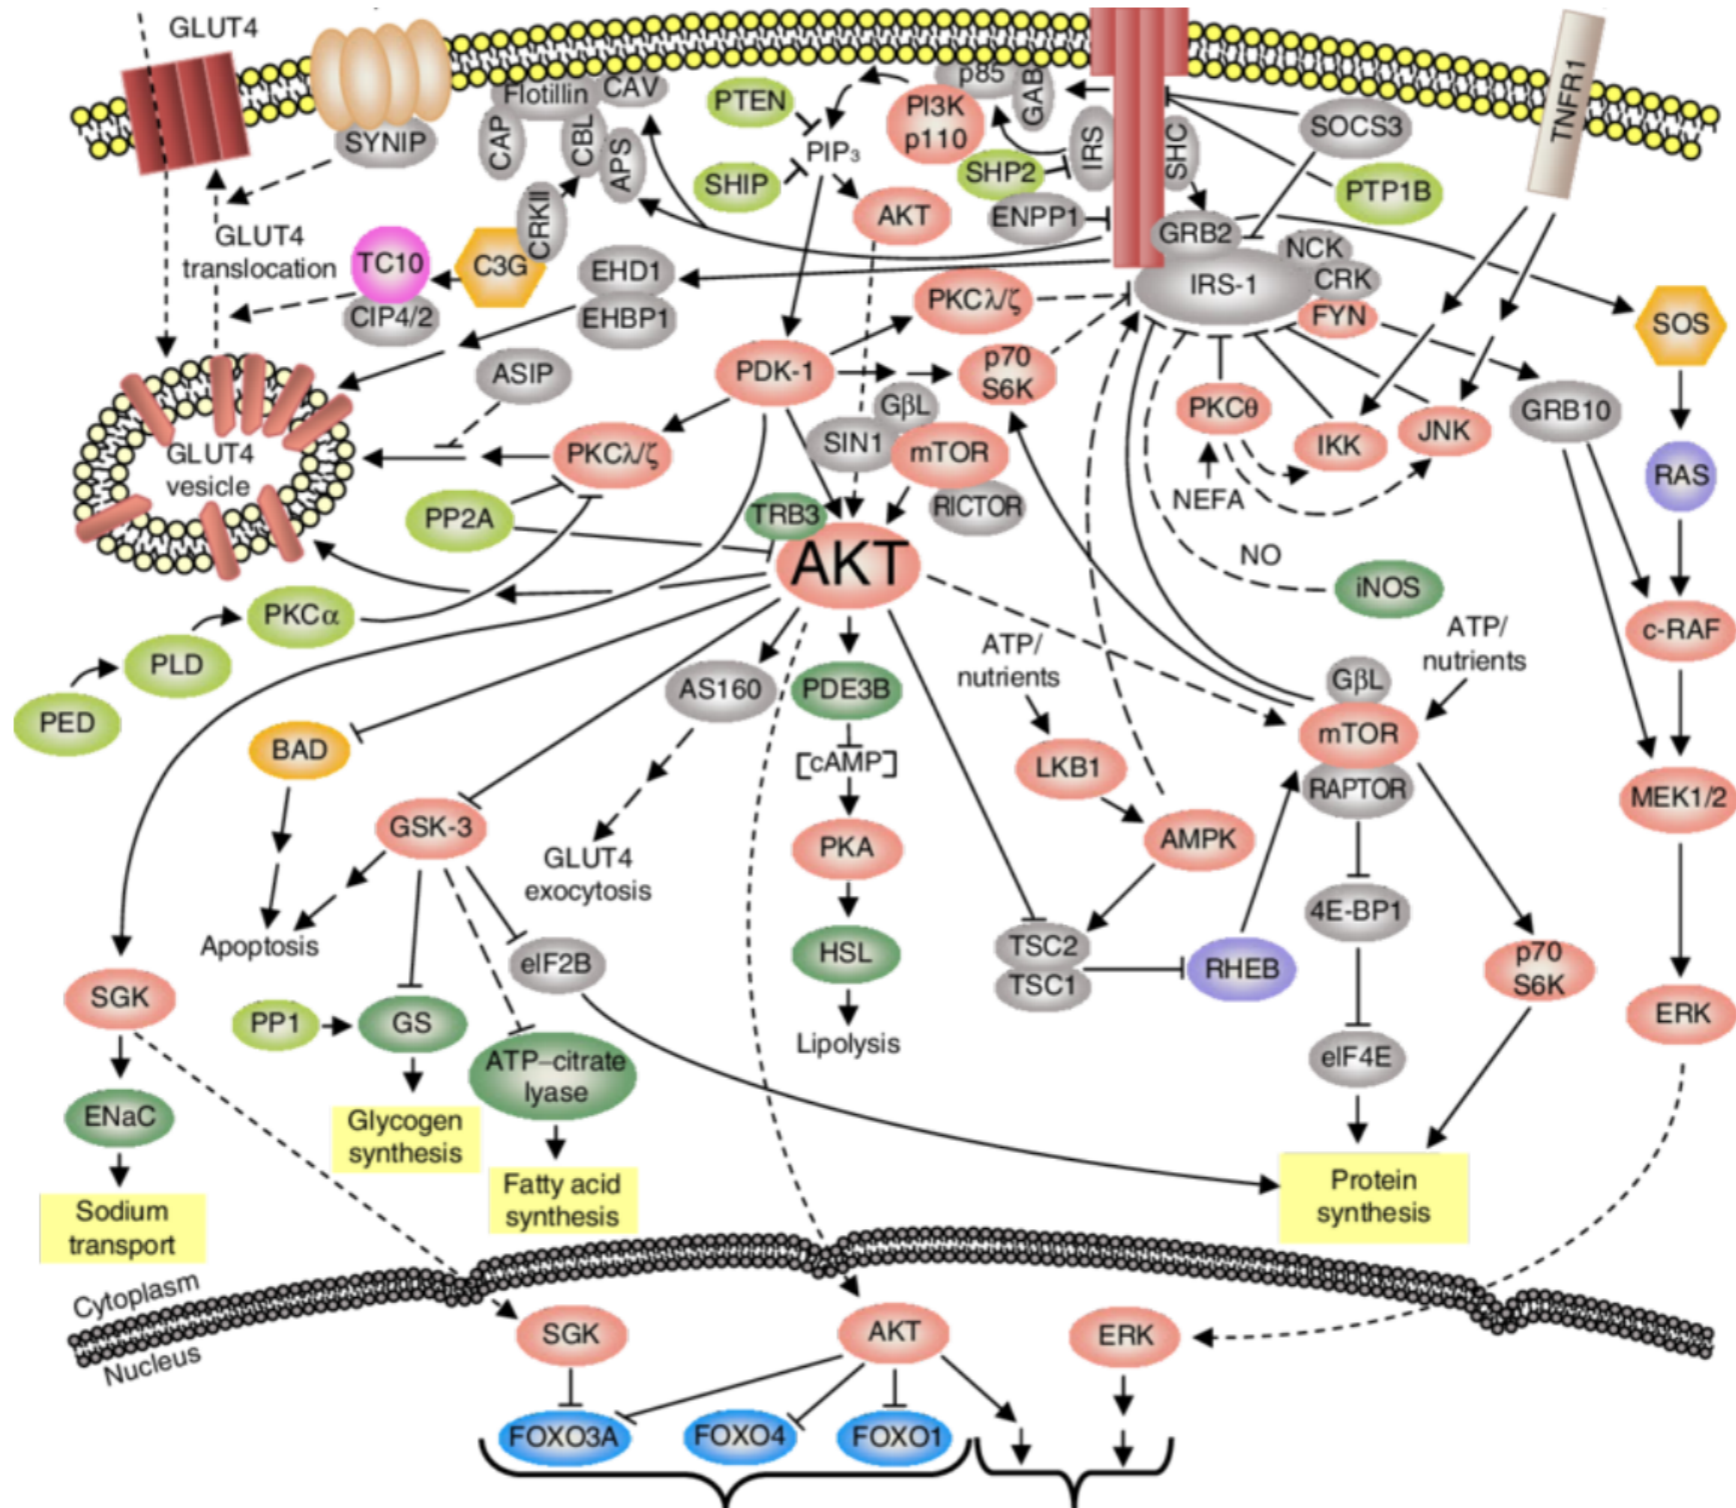 GLUT4
TNFR1
CAV
Flotillin
p85
GAB
PTEN
PI3K
p110
SOCS3
SYNIP
CAP
CBL
APS
PIP₃
IRS
SHC
SHIP
SHP2
PTP1B
AKT
ENPP1
CRKII
GLUT4
translocation
GRB2
NCK
TC10
C3G
EHD1
IRS-1
CRK
PKCλ/ζ
CIP4/2
EHBP1
FYN
SOS
ASIP
PDK-1
p70
S6K
GβL
PKCθ
GRB10
SIN1
mTOR
IKK
JNK
GLUT4
vesicle
PKCλ/ζ
RAS
NEFA
RICTOR
PP2A
TRB3
AKT
NO
iNOS
PKCα
c-RAF
ATP/
nutrients
ATP/
nutrients
PLD
GβL
AS160
PDE3B
PED
mTOR
BAD
[cAMP]
LKB1
RAPTOR
MEK1/2
GSK-3
PKA
AMPK
GLUT4
exocytosis
4E-BP1
Apoptosis
HSL
TSC2
eIF2B
RHEB
p70
S6K
TSC1
SGK
PP1
GS
ERK
Lipolysis
eIF4E
ATP–citrate
lyase
ENaC
Glycogen
synthesis
Fatty acid
synthesis
Protein
synthesis
Sodium
transport
Cytoplasm
Nucleus
SGK
AKT
ERK
FOXO3A
FOXO4
FOXO1